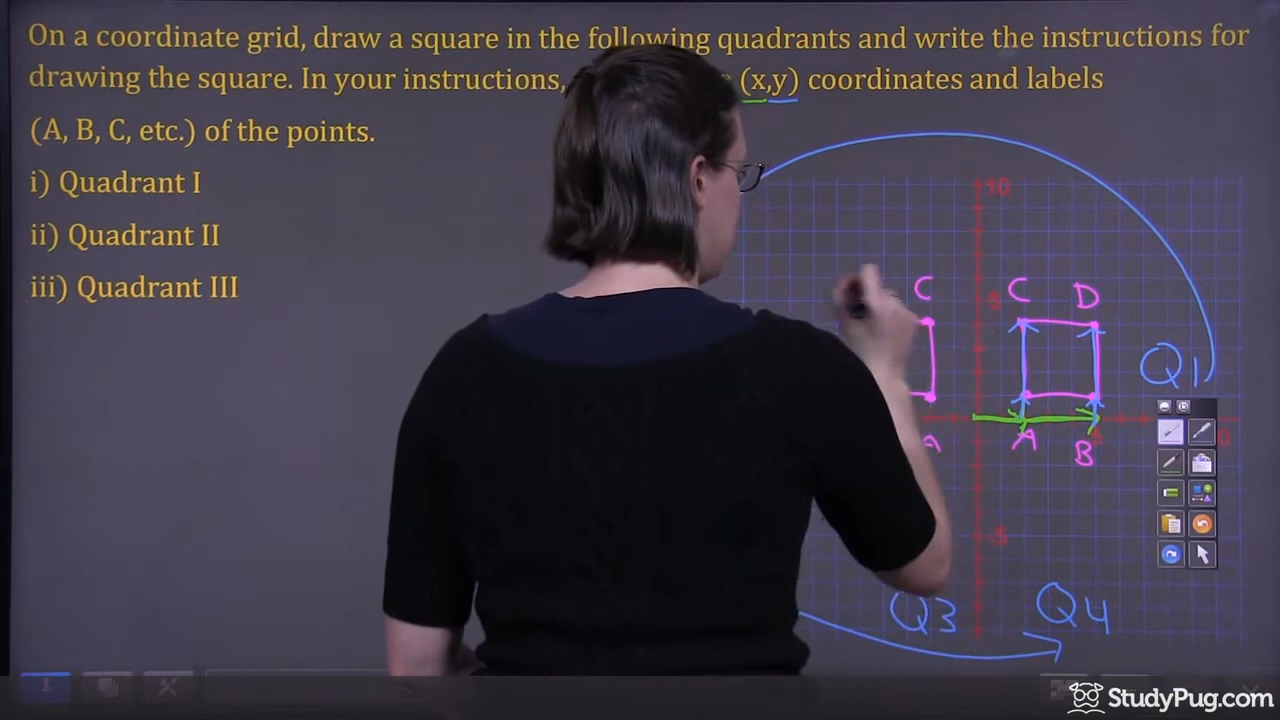 On a coordinate grid, draw a square in the following quadrants and write the instructions for
drawing the square. In your instructions, (x,y) coordinates and labels
(A, B, C, etc.) of the points.
i) Quadrant I
ii) Quadrant II
iii) Quadrant III
10
C C D
5
Q1
A A B
5
-5
Q3 Q4
StudyPug.com